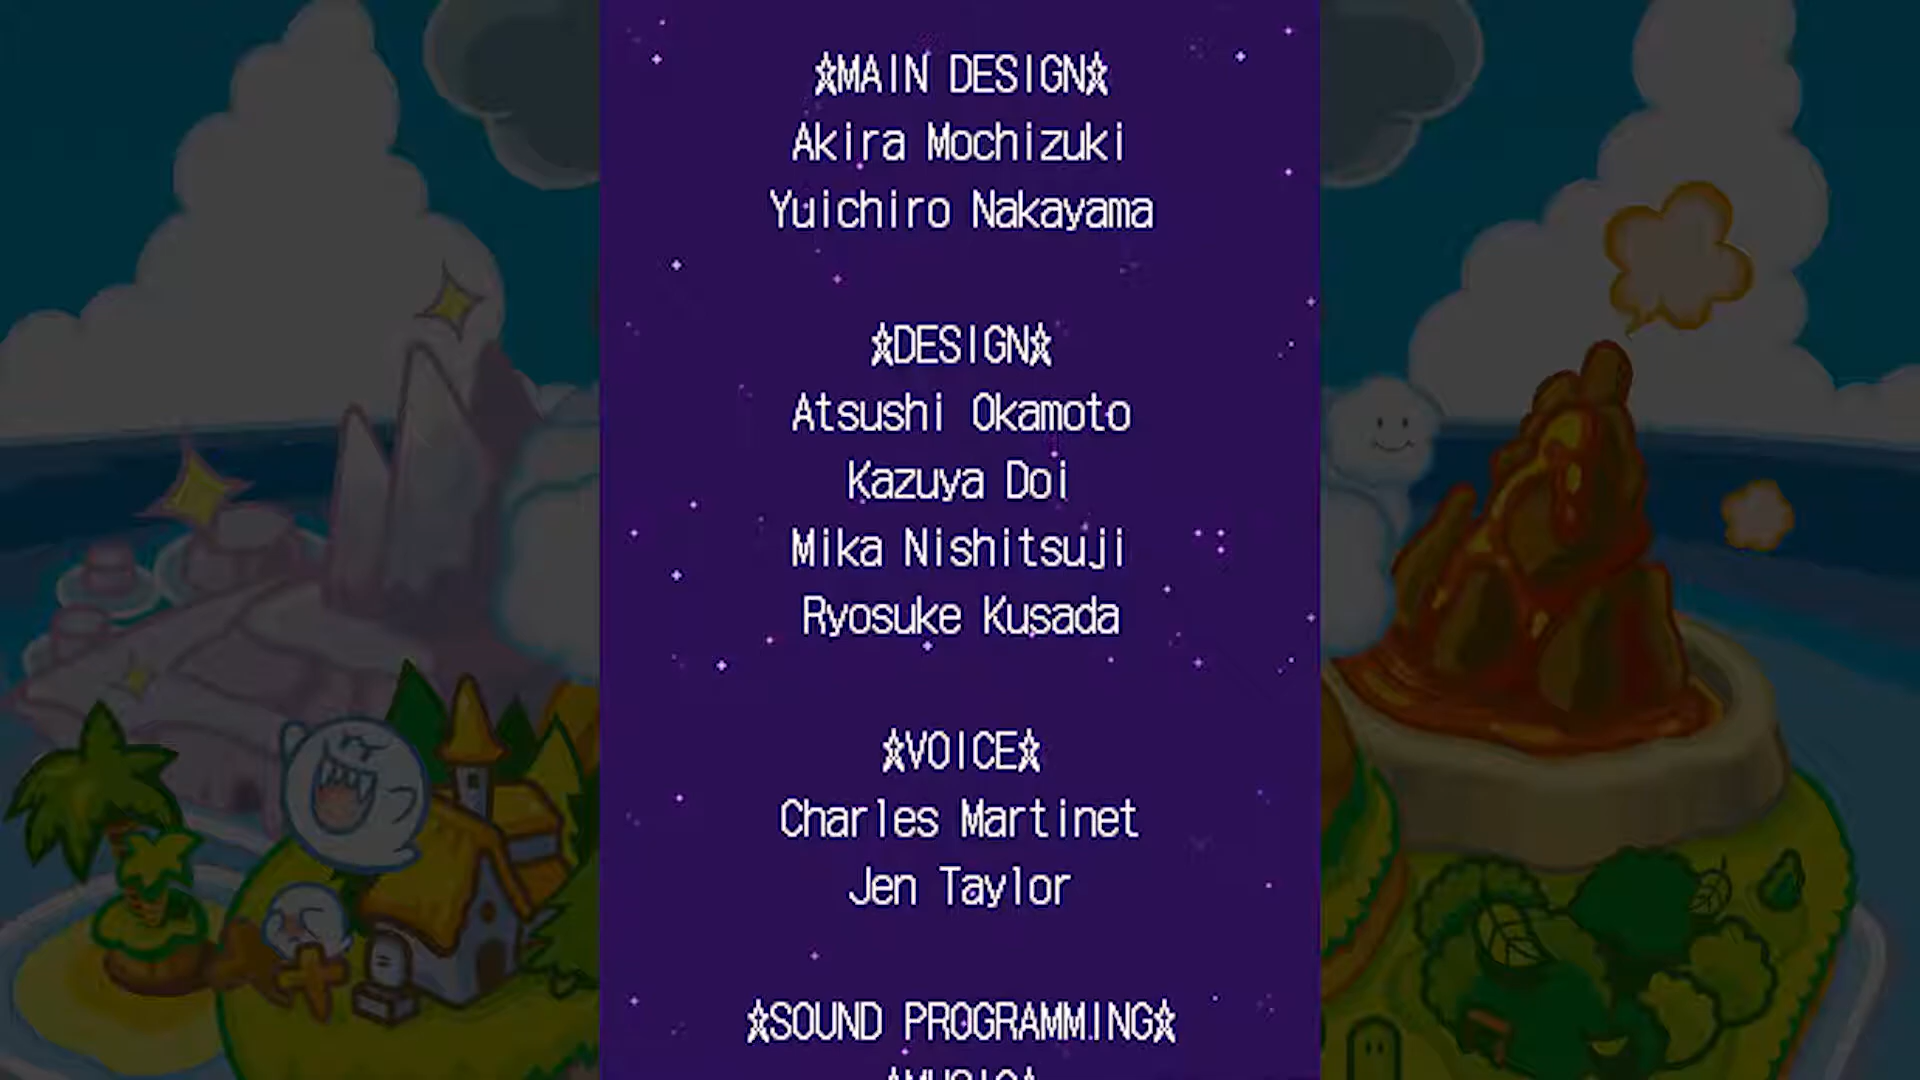 ☆MAIN DESIGN☆
Akira Mochizuki
Yuichiro Nakayama
☆DESIGN☆
Atsushi Okamoto
Kazuya Doi
Mika Nishitsuji
Ryosuke Kusada
☆VOICE☆
Charles Martinet
Jen Taylor
☆SOUND PROGRAMMING☆
☆MUSIC☆